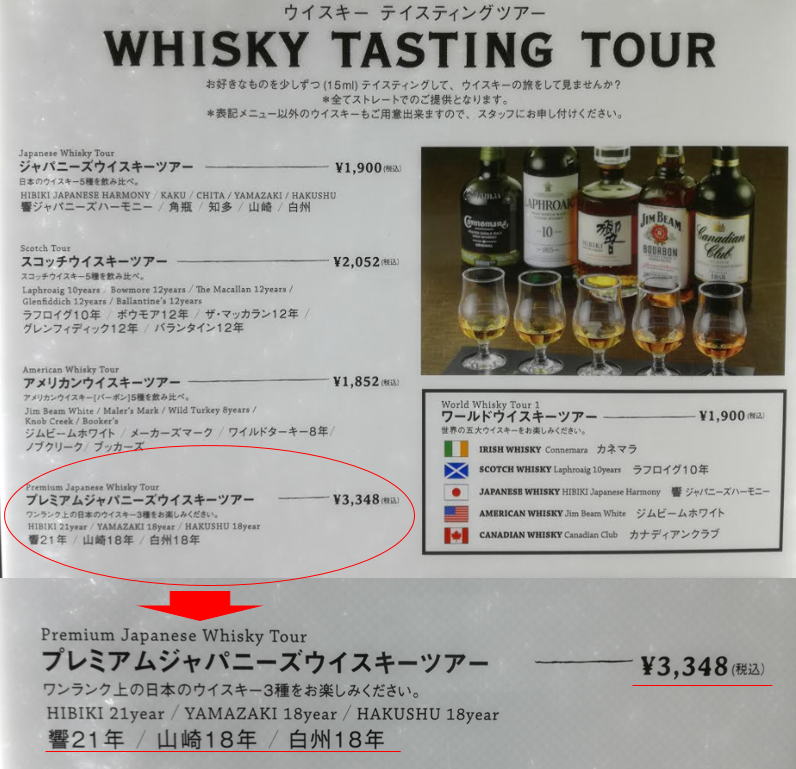 ウイスキー テイスティングツアー
WHISKY TASTING TOUR
お好きなものを少しずつ(15ml)テイスティングして、ウイスキーの旅をして見ませんか?
*全てストレートでのご提供となります。
*表記メニュー以外のウイスキーもご用意出来ますので、スタッフにお申し付けください。
Japanese Whisky Tour
ジャパニーズウイスキーツアー ¥1,900(税込)
日本のウイスキー5種を飲み比べ。
HIBIKI JAPANESE HARMONY / KAKU / CHITA / YAMAZAKI / HAKUSHU
響ジャパニーズハーモニー / 角瓶 / 知多 / 山崎 / 白州
Scotch Tour
スコッチウイスキーツアー ¥2,052(税込)
スコッチウイスキー5種を飲み比べ。
Laphroaig 10years / Bowmore 12years / The Macallan 12years /
Glenfiddich 12years / Ballantine's 12years
ラフロイグ10年 / ボウモア12年 / ザ・マッカラン12年 /
グレンフィディック12年 / バランタイン12年
American Whisky Tour
アメリカンウイスキーツアー ¥1,852(税込)
アメリカンウイスキー[バーボン]5種を飲み比べ。
Jim Beam White / Maler's Mark / Wild Turkey 8years /
Knob Creek / Booker's
ジムビームホワイト / メーカーズマーク / ワイルドターキー8年 /
ノブクリーク / ブッカーズ
Premium Japanese Whisky Tour
プレミアムジャパニーズウイスキーツアー ¥3,348(税込)
ワンランク上の日本のウイスキー3種をお楽しみください。
HIBIKI 21year / YAMAZAKI 18year / HAKUSHU 18year
響21年 / 山崎18年 / 白州18年
Connemara
LAPHROAIG
10
HIBIKI
響
JIM BEAM
BOURBON
Canadian
Club
World Whisky Tour 1
ワールドウイスキーツアー ¥1,900(税込)
世界の五大ウイスキーをお楽しみください。
IRISH WHISKY Connemara カネマラ
SCOTCH WHISKY Laphroaig 10years ラフロイグ10年
JAPANESE WHISKY HIBIKI Japanese Harmony 響 ジャパニーズハーモニー
AMERICAN WHISKY Jim Beam White ジムビームホワイト
CANADIAN WHISKY Canadian Club カナディアンクラブ
Premium Japanese Whisky Tour
プレミアムジャパニーズウイスキーツアー ¥3,348(税込)
ワンランク上の日本のウイスキー3種をお楽しみください。
HIBIKI 21year / YAMAZAKI 18year / HAKUSHU 18year
響21年 / 山崎18年 / 白州18年